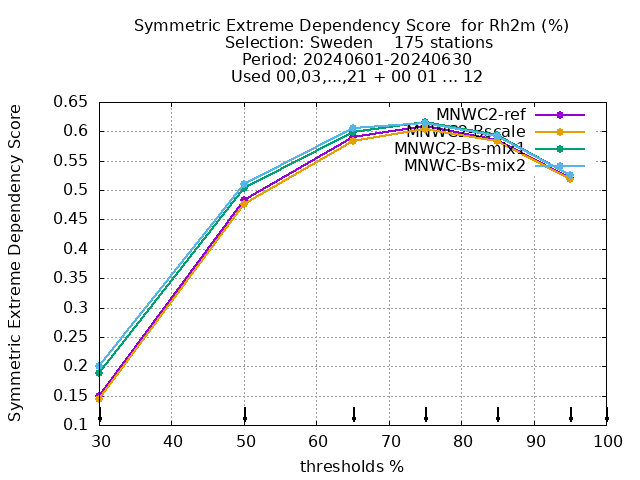 Symmetric Extreme Dependency Score  for Rh2m (%)
Selection: Sweden    175 stations
Period: 20240601-20240630
Used 00,03,...,21 + 00 01 ... 12
Symmetric Extreme Dependency Score
0.65
0.6
0.55
0.5
0.45
0.4
0.35
0.3
0.25
0.2
0.15
0.1
MNWC2-ref
MNWC2-Bscale
MNWC2-Bs-mix1
MNWC-Bs-mix2
30 40 50 60 70 80 90 100
thresholds %